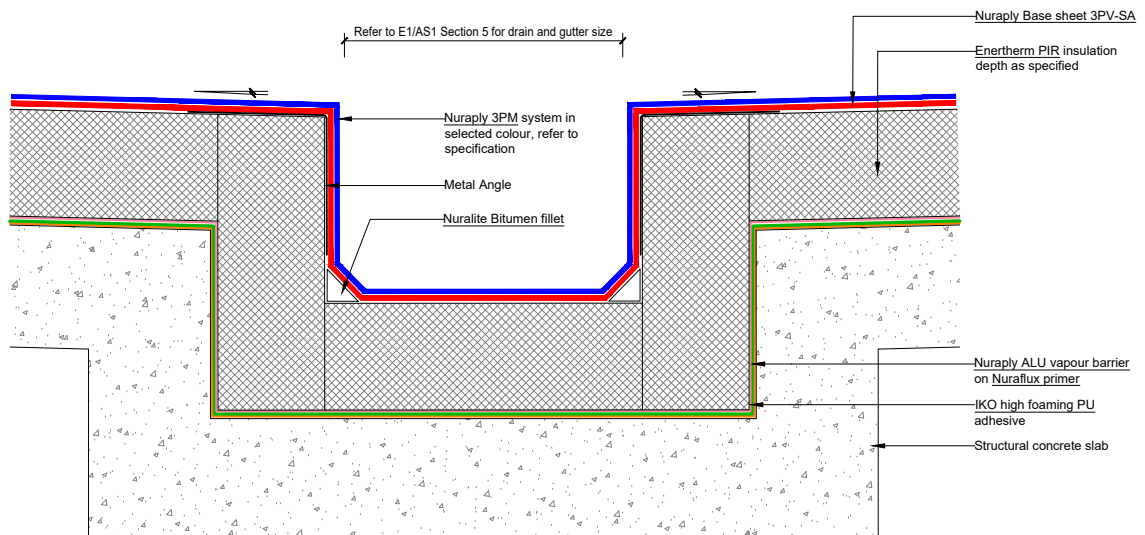 Refer to E1/AS1 Section 5 for drain and gutter size
Nuraply Base sheet 3PV-SA
Enertherm PIR insulation
depth as specified
Nuraply 3PM system in
selected colour, refer to
specification
Metal Angle
Nuralite Bitumen fillet
Nuraply ALU vapour barrier
on Nuraflux primer
IKO high foaming PU
adhesive
Structural concrete slab